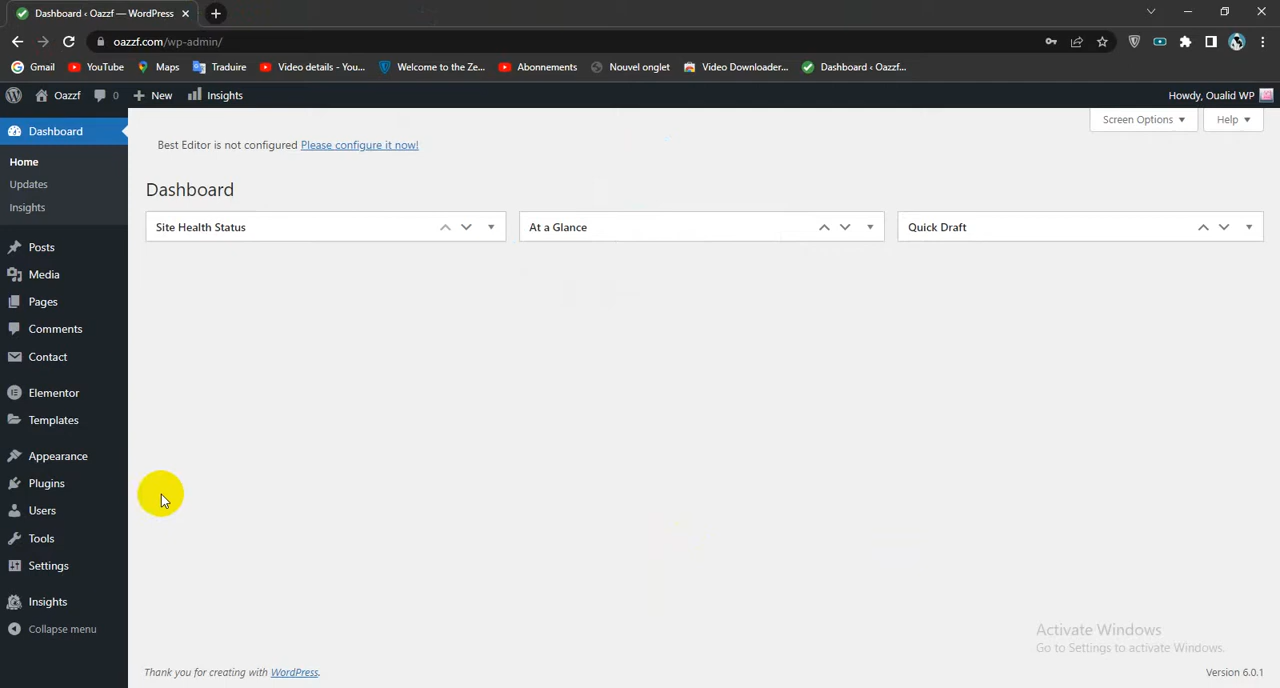 Dashboard ‹ Oazzf — WordPress
oazzf.com/wp-admin/
Gmail YouTube Maps Traduire Video details - You... Welcome to the Ze... Abonnements Nouvel onglet Video Downloader... Dashboard ‹ Oazzf...
Oazzf 0 New Insights Howdy, Oualid WP
Dashboard
Home
Updates
Insights
Posts
Media
Pages
Comments
Contact
Elementor
Templates
Appearance
Plugins
Users
Tools
Settings
Insights
Collapse menu
Screen Options ▼ Help ▼
Best Editor is not configured Please configure it now!
Dashboard
Site Health Status At a Glance Quick Draft
Activate Windows
Go to Settings to activate Windows.
Thank you for creating with WordPress. Version 6.0.1